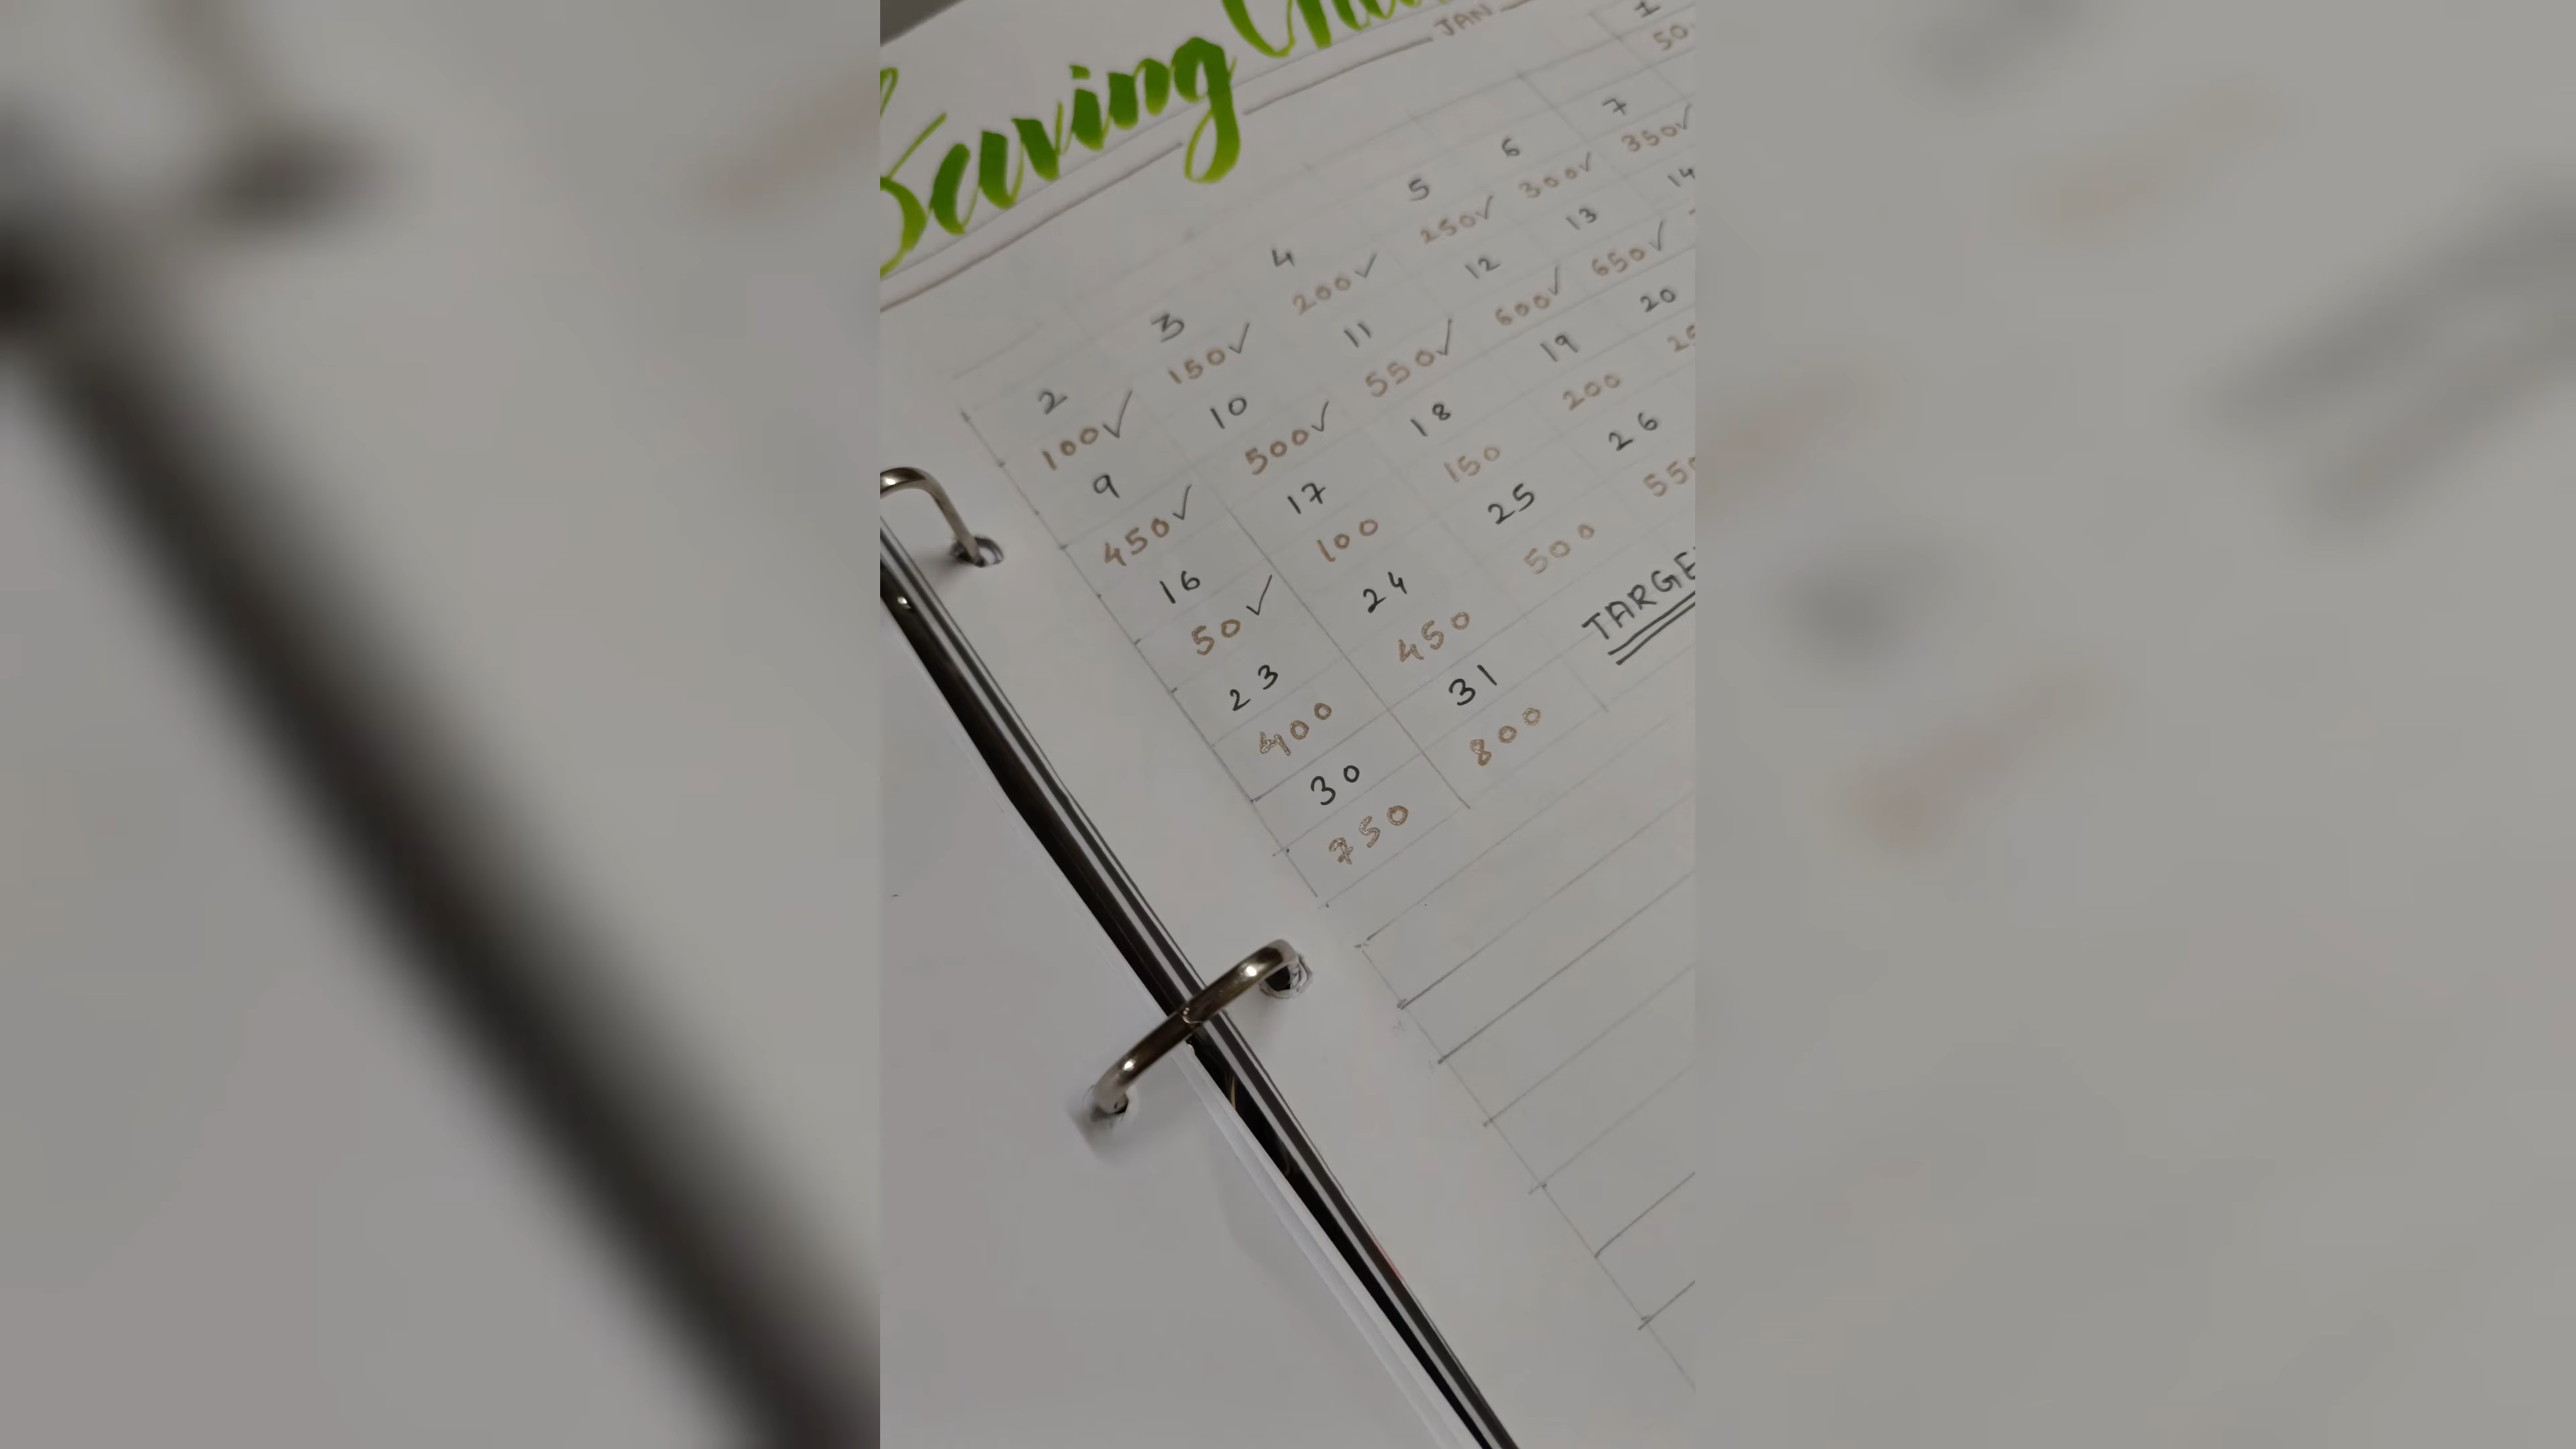 Saving
JAN
1
50
2 3 4 5 6 7
100✓ 150✓ 200✓ 250✓ 300✓ 350✓
9 10 11 12 13 14
450✓ 500✓ 550✓ 600✓ 650✓
16 17 18 19 20
50✓ 100 150 200
23 24 25 26
400 450 500 550
30 31
750 800
TARGE